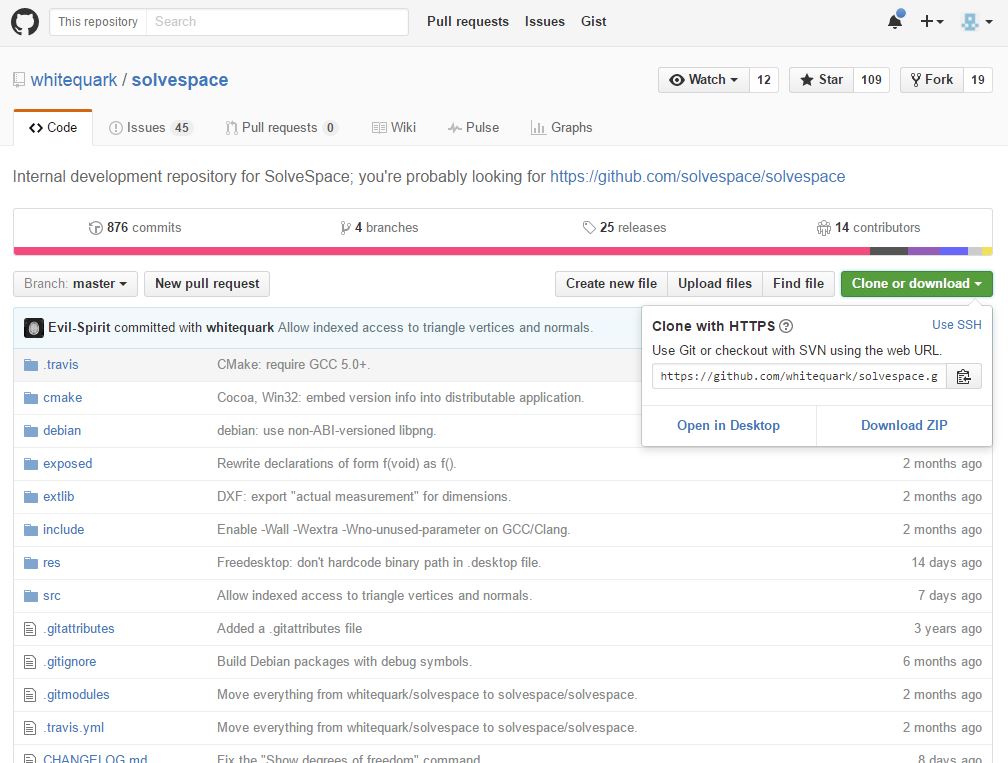 This repository Search Pull requests Issues Gist
whitequark / solvespace Watch 12 Star 109 Fork 19
Code Issues 45 Pull requests 0 Wiki Pulse Graphs
Internal development repository for SolveSpace; you're probably looking for https://github.com/solvespace/solvespace
876 commits 4 branches 25 releases 14 contributors
Branch: master New pull request Create new file Upload files Find file Clone or download
Evil-Spirit committed with whitequark Allow indexed access to triangle vertices and normals.
Clone with HTTPS ? Use SSH
Use Git or checkout with SVN using the web URL.
https://github.com/whitequark/solvespace.g
Open in Desktop Download ZIP
.travis CMake: require GCC 5.0+.
cmake Cocoa, Win32: embed version info into distributable application.
debian debian: use non-ABI-versioned libpng.
exposed Rewrite declarations of form f(void) as f(). 2 months ago
extlib DXF: export "actual measurement" for dimensions. 2 months ago
include Enable -Wall -Wextra -Wno-unused-parameter on GCC/Clang. 2 months ago
res Freedesktop: don't hardcode binary path in .desktop file. 14 days ago
src Allow indexed access to triangle vertices and normals. 7 days ago
.gitattributes Added a .gitattributes file 3 years ago
.gitignore Build Debian packages with debug symbols. 6 months ago
.gitmodules Move everything from whitequark/solvespace to solvespace/solvespace. 2 months ago
.travis.yml Move everything from whitequark/solvespace to solvespace/solvespace. 2 months ago
CHANGELOG.md Fix the "Show degrees of freedom" command. 8 days ago